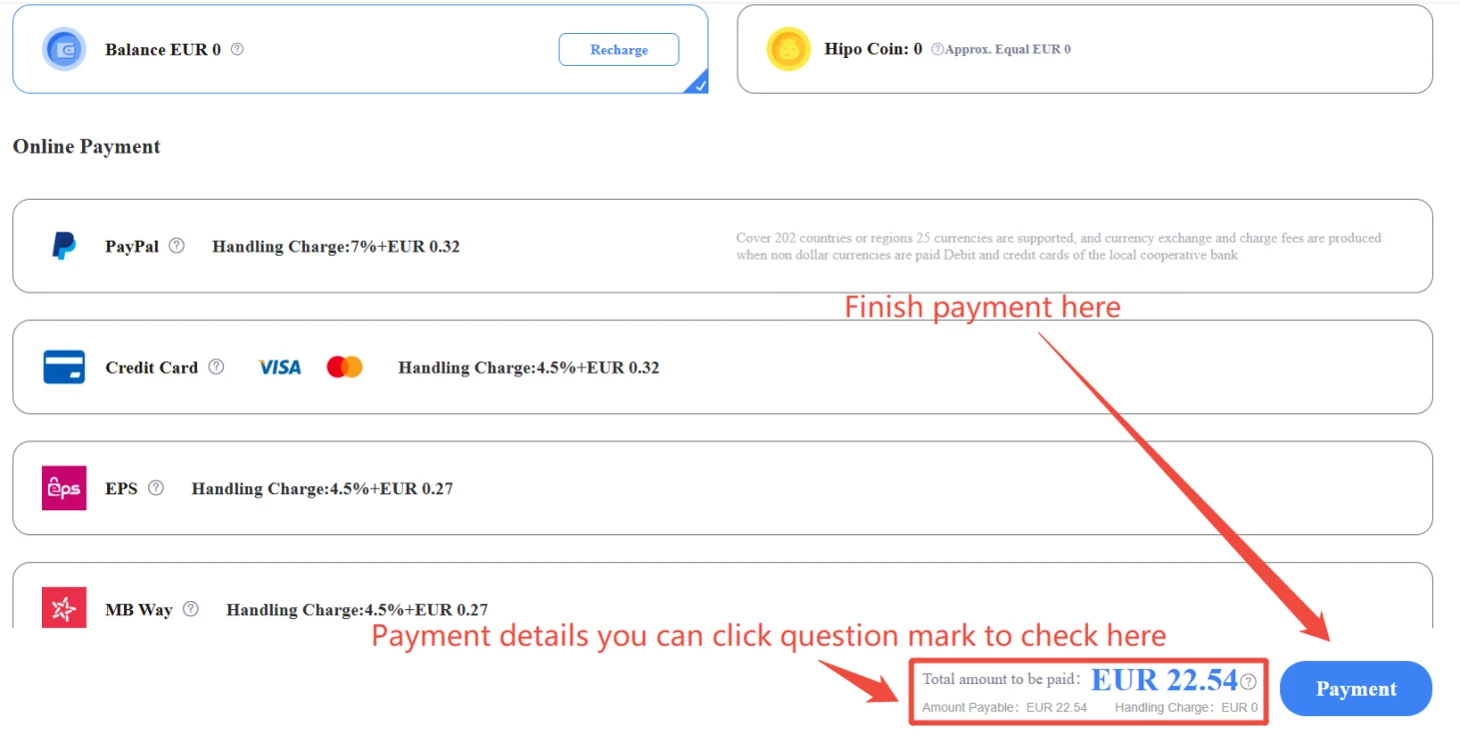 Balance EUR 0 ?
Recharge
Hipo Coin: 0 ? Approx. Equal EUR 0
Online Payment
PayPal ? Handling Charge:7%+EUR 0.32
Cover 202 countries or regions 25 currencies are supported, and currency exchange and charge fees are produced
when non dollar currencies are paid Debit and credit cards of the local cooperative bank
Finish payment here
Credit Card ? VISA Handling Charge:4.5%+EUR 0.32
eps EPS ? Handling Charge:4.5%+EUR 0.27
MB Way ? Handling Charge:4.5%+EUR 0.27
Payment details you can click question mark to check here
Total amount to be paid: EUR 22.54 ?
Amount Payable: EUR 22.54 Handling Charge: EUR 0
Payment